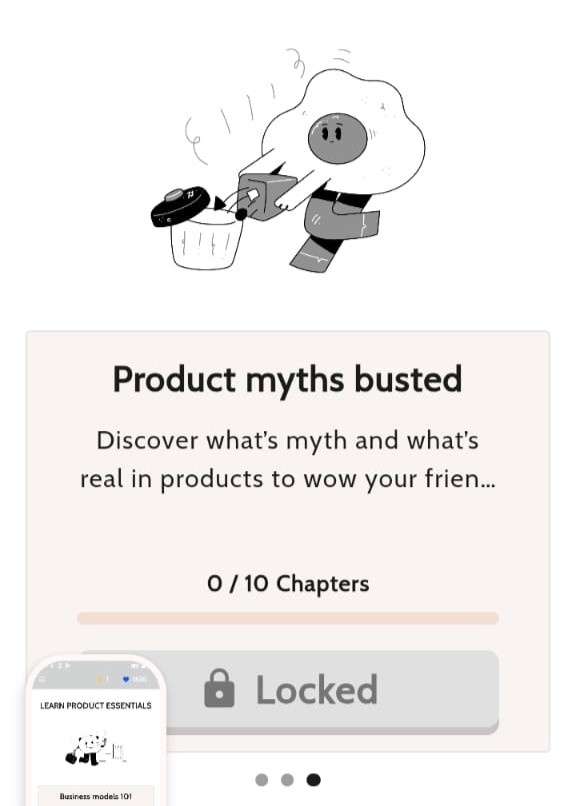 Product myths busted
Discover what's myth and what's
real in products to wow your frien...
0 / 10 Chapters
Locked
LEARN PRODUCT ESSENTIALS
Business models 101